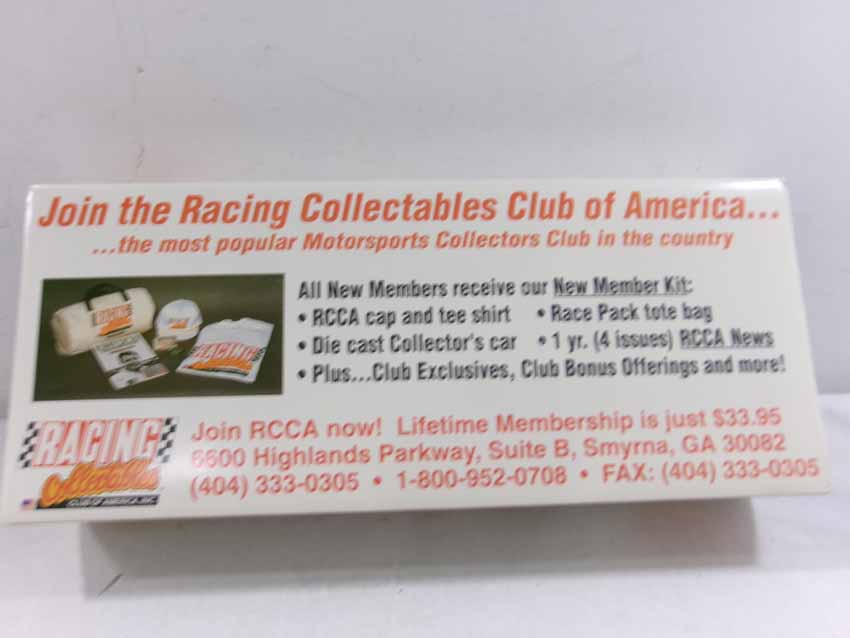 Join the Racing Collectables Club of America...
...the most popular Motorsports Collectors Club in the country
All New Members receive our New Member Kit:
• RCCA cap and tee shirt • Race Pack tote bag
• Die cast Collector's car • 1 yr. (4 issues) RCCA News
• Plus...Club Exclusives, Club Bonus Offerings and more!
RACING
RACING
RACING
Collectables
CLUB OF AMERICA, INC.
Join RCCA now! Lifetime Membership is just $33.95
6600 Highlands Parkway, Suite B, Smyrna, GA 30082
(404) 333-0305 • 1-800-952-0708 • FAX: (404) 333-0305